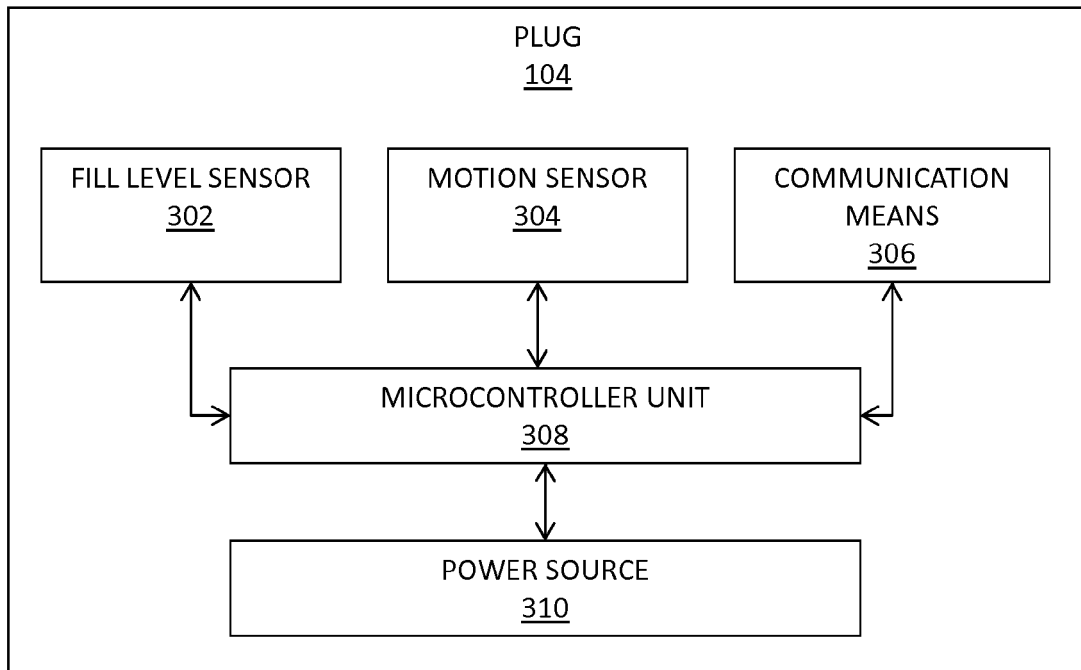 PLUG
104
FILL LEVEL SENSOR
302
MOTION SENSOR
304
COMMUNICATION
MEANS
306
MICROCONTROLLER UNIT
308
POWER SOURCE
310